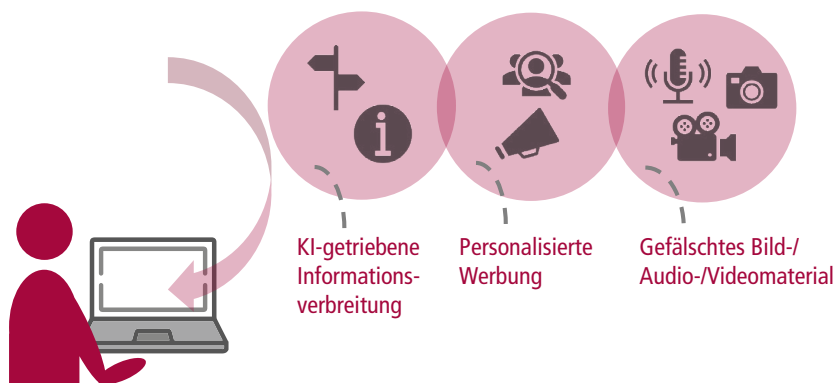 KI-getriebene
Informations-
verbreitung
Personalisierte
Werbung
Gefälschtes Bild-/
Audio-/Videomaterial